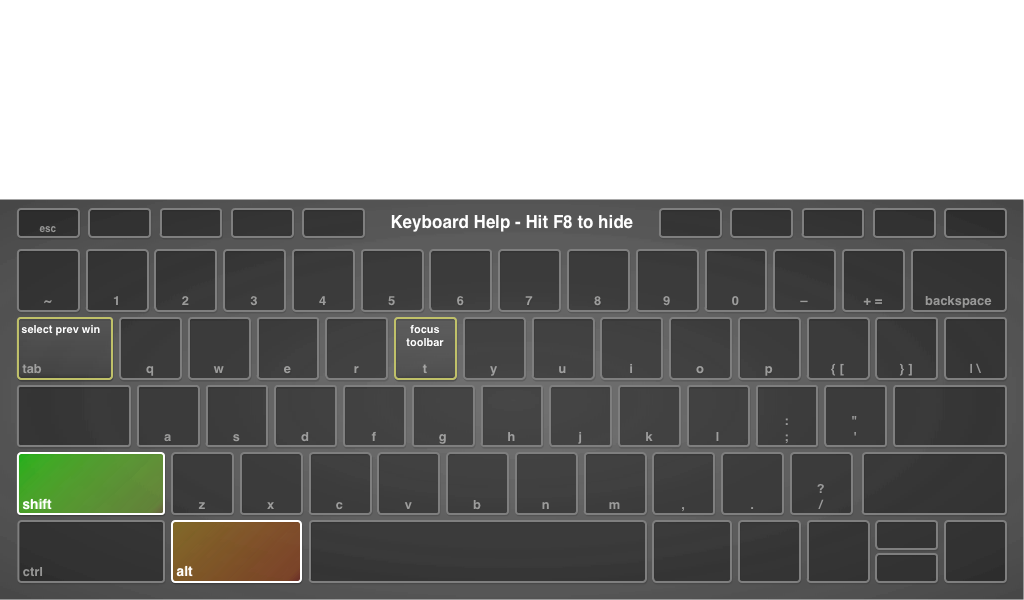 Keyboard Help - Hit F8 to hide
esc
~ 1 2 3 4 5 6 7 8 9 0 – + = backspace
select prev win
focus
toolbar
tab q w e r t y u i o p { [ } ] | \
: "
a s d f g h j k l ; '
?
shift z x c v b n m , . /
ctrl alt